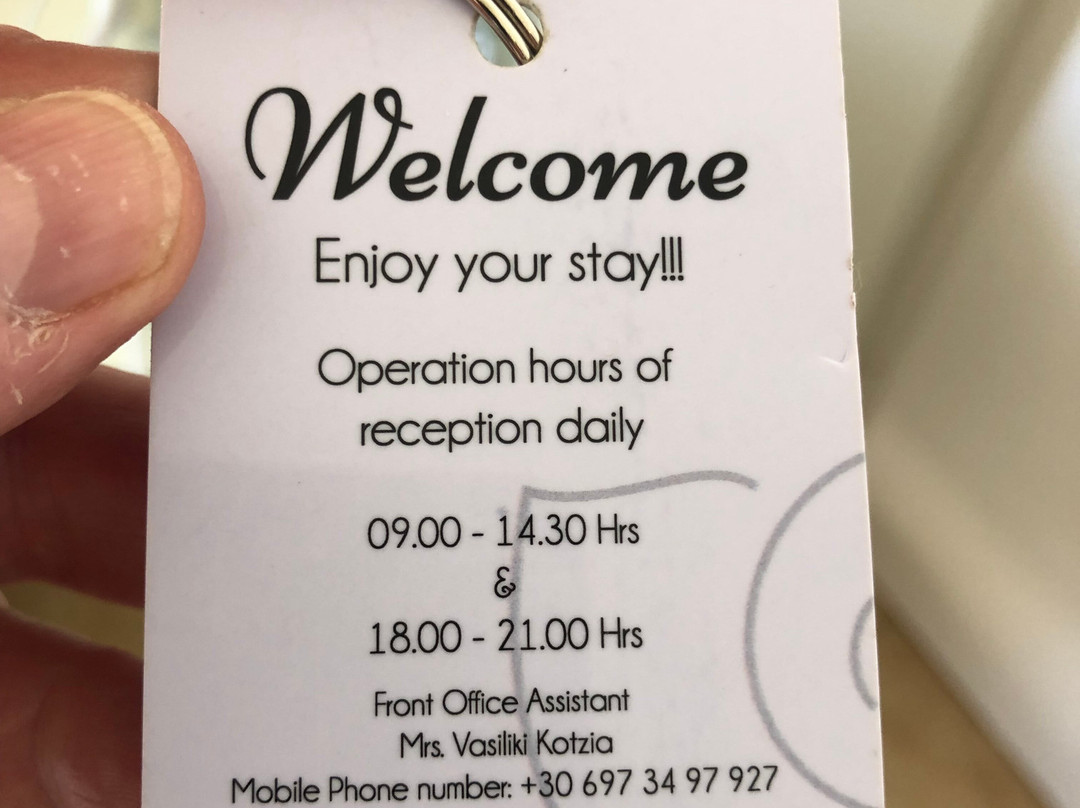 Welcome
Enjoy your stay!!!
Operation hours of
reception daily
09.00 - 14.30 Hrs
&
18.00 - 21.00 Hrs
Front Office Assistant
Mrs. Vasiliki Kotzia
Mobile Phone number: +30 697 34 97 927